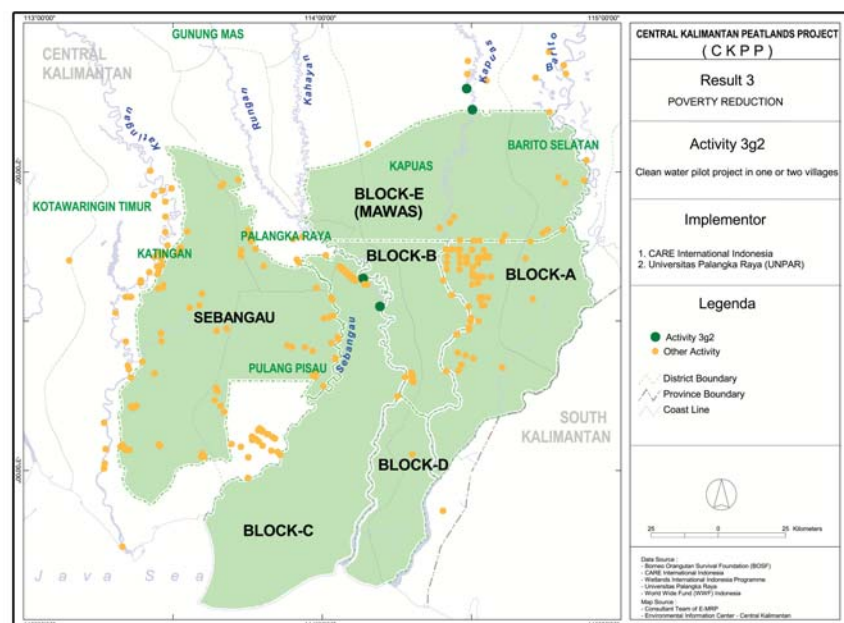 113°00'00"
114°00'00"
115°00'00"
GUNUNG MAS
CENTRAL
KALIMANTAN
Katingan
Rungan
Kahayan
Kapuas
Barito
BARITO SELATAN
KAPUAS
BLOCK-E
(MAWAS)
KOTAWARINGIN TIMUR
PALANGKA RAYA
KATINGAN
BLOCK-B
BLOCK-A
SEBANGAU
Sebangau
PULANG PISAU
SOUTH
KALIMANTAN
BLOCK-D
BLOCK-C
Java Sea
CENTRAL KALIMANTAN PEATLANDS PROJECT
( C K P P )
Result 3
POVERTY REDUCTION
Activity 3g2
Clean water pilot project in one or two villages
Implementor
1. CARE International Indonesia
2. Universitas Palangka Raya (UNPAR)
Legenda
Activity 3g2
Other Activity
District Boundary
Province Boundary
Coast Line
25 0 25 Kilometers
Data Source :
- Borneo Orangutan Survival Foundation (BOSF)
- CARE International Indonesia
- Wetlands International Indonesia Programme
- Universitas Palangka Raya
- World Wide Fund (WWF) Indonesia
Map Source :
- Consultant Team of E-MRP
- Environmental Information Center - Central Kalimantan